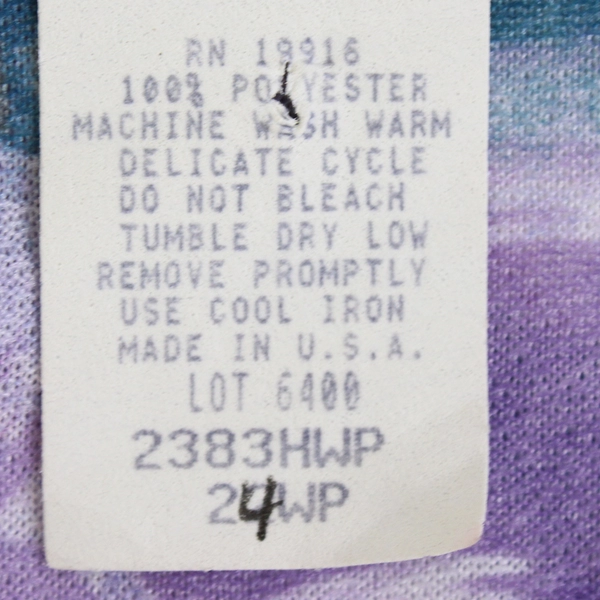 RN 19916
100% POLYESTER
MACHINE WASH WARM
DELICATE CYCLE
DO NOT BLEACH
TUMBLE DRY LOW
REMOVE PROMPTLY
USE COOL IRON
MADE IN U.S.A.
LOT 6400
2383HWP
24WP